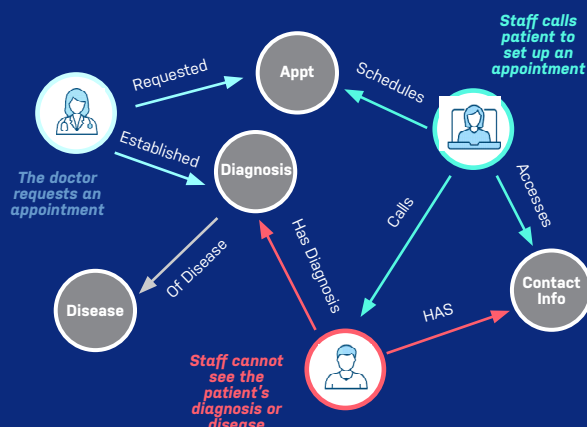 Staff calls
patient to
set up an
appointment
Requested
Appt
Schedules
Established
Diagnosis
The doctor
requests an
appointment
Accesses
Calls
Has Diagnosis
Of Disease
Disease
Contact
Info
HAS
Staff cannot
see the
patient's
diagnosis or
disease